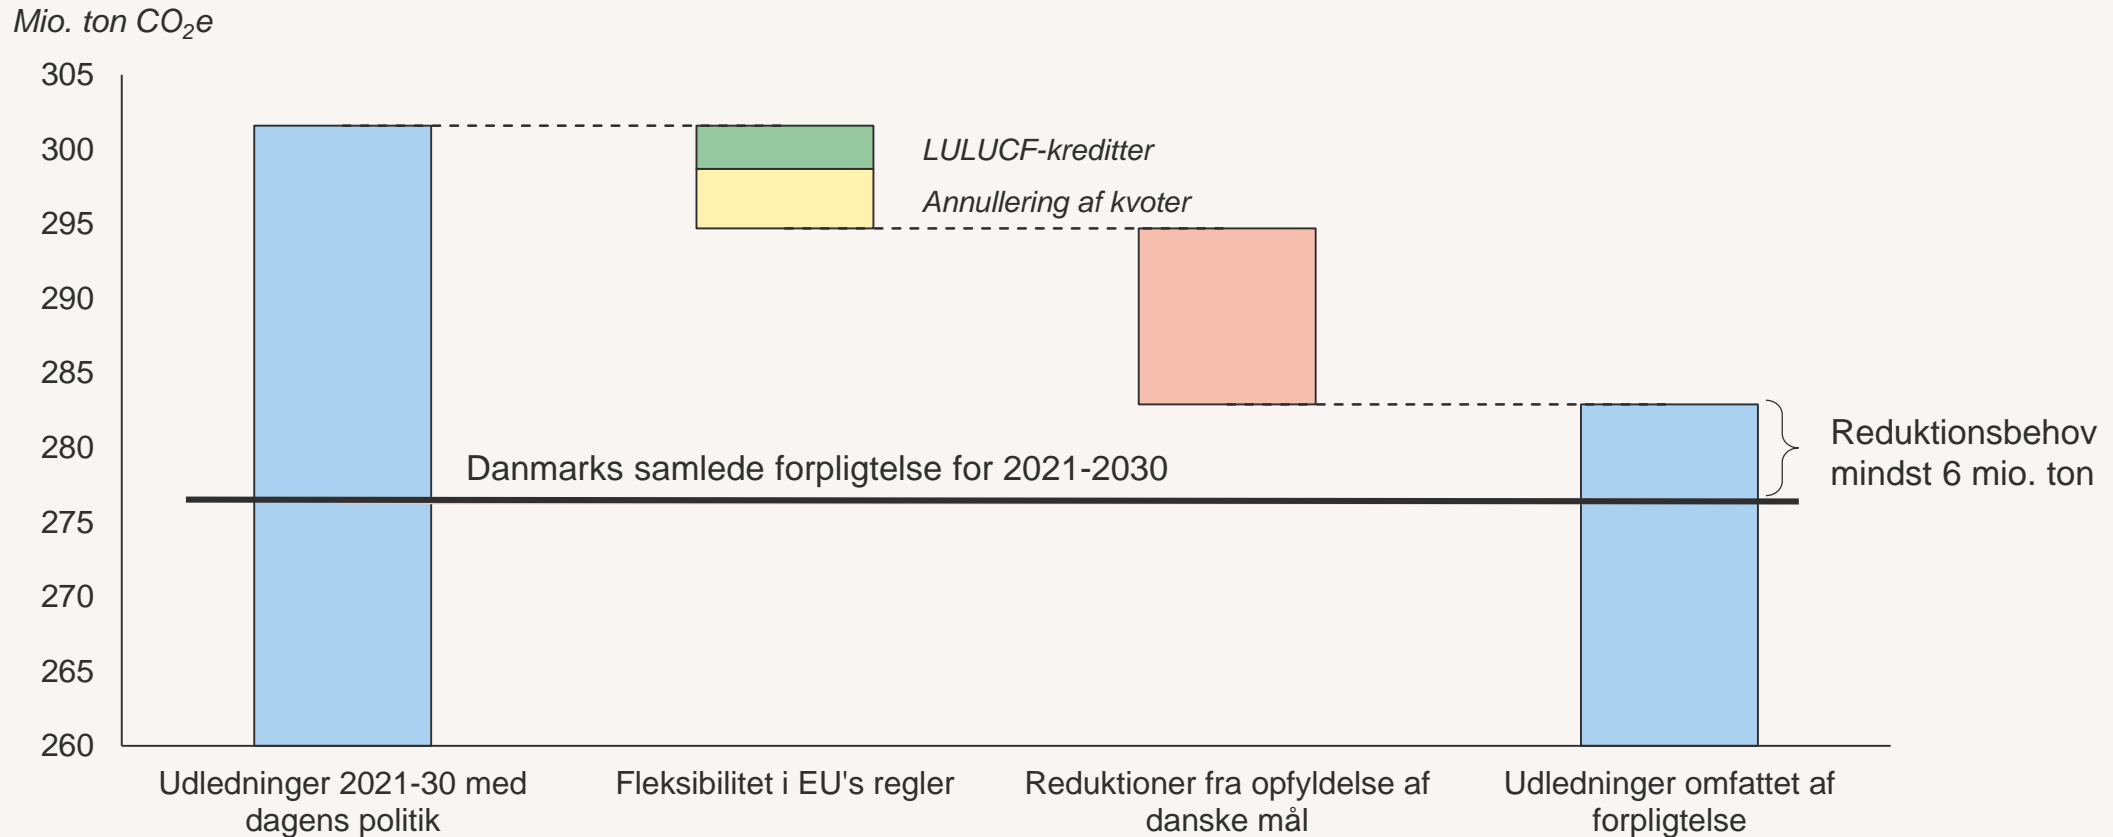 Mio. ton CO₂e
305
300
295
290
285
280
275
270
265
260
LULUCF-kreditter
Annullering af kvoter
Danmarks samlede forpligtelse for 2021-2030
Reduktionsbehov
mindst 6 mio. ton
Udledninger 2021-30 med
dagens politik
Fleksibilitet i EU's regler
Reduktioner fra opfyldelse af
danske mål
Udledninger omfattet af
forpligtelse